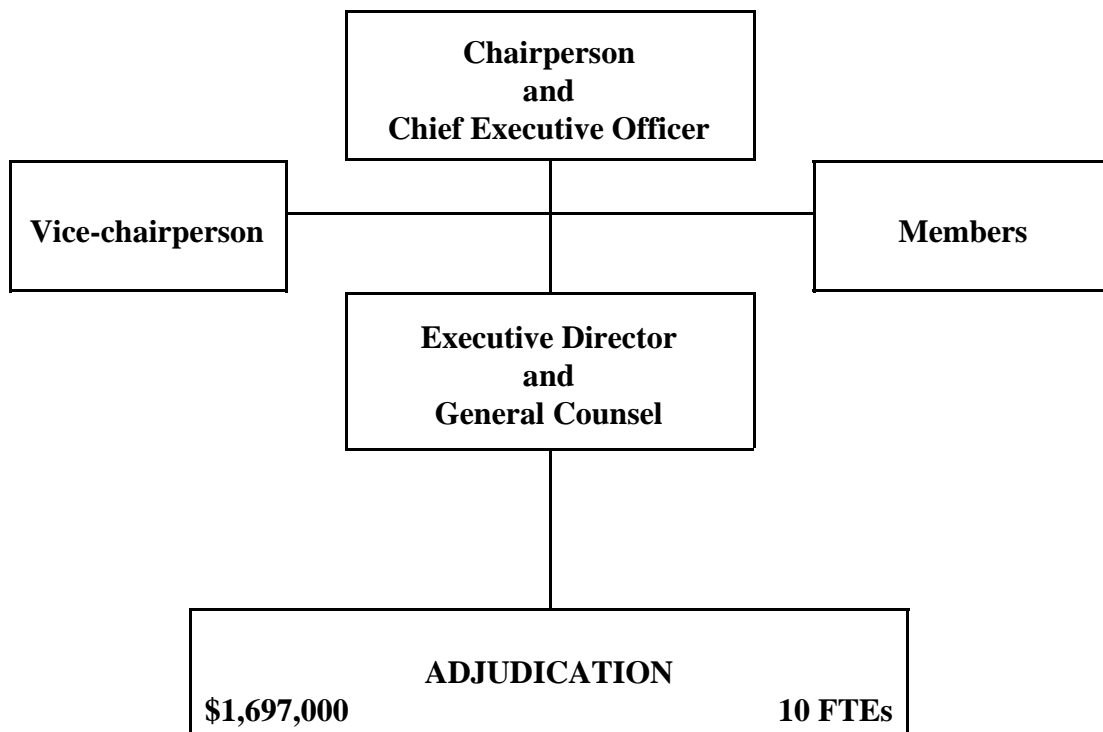 Chairperson
and
Chief Executive Officer
Vice-chairperson
Members
Executive Director
and
General Counsel
ADJUDICATION
$1,697,000 10 FTEs